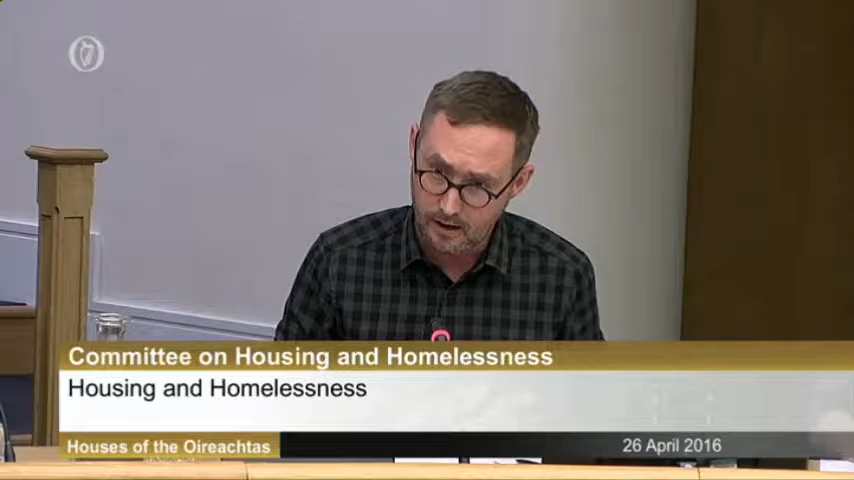 Committee on Housing and Homelessness
Housing and Homelessness
Houses of the Oireachtas
26 April 2016